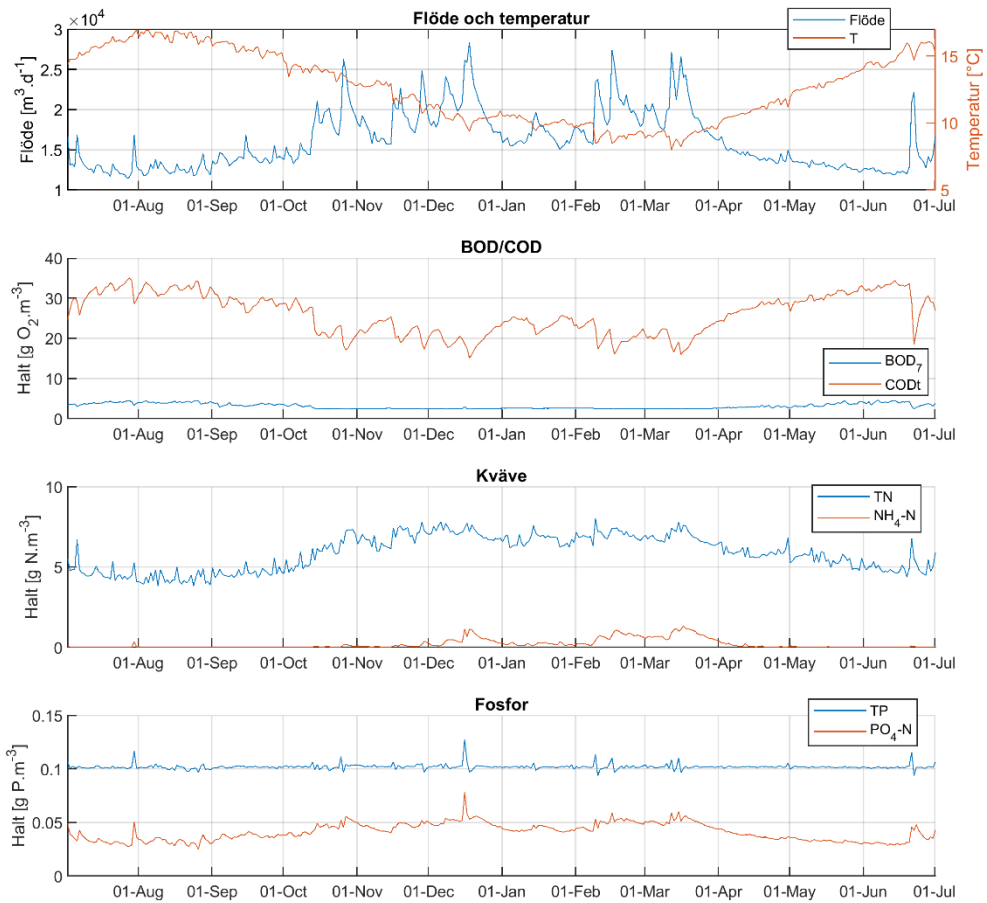 Flöde och temperatur
×10⁴
Flöde
T
3
2.5
2
1.5
1
Flöde [m³.d⁻¹]
15
10
5
Temperatur [°C]
01-Aug 01-Sep 01-Oct 01-Nov 01-Dec 01-Jan 01-Feb 01-Mar 01-Apr 01-May 01-Jun 01-Jul
BOD/COD
40
30
20
10
0
Halt [g O₂.m⁻³]
BOD₇
CODt
01-Aug 01-Sep 01-Oct 01-Nov 01-Dec 01-Jan 01-Feb 01-Mar 01-Apr 01-May 01-Jun 01-Jul
Kväve
10
5
0
Halt [g N.m⁻³]
TN
NH₄-N
01-Aug 01-Sep 01-Oct 01-Nov 01-Dec 01-Jan 01-Feb 01-Mar 01-Apr 01-May 01-Jun 01-Jul
Fosfor
0.15
0.1
0.05
0
Halt [g P.m⁻³]
TP
PO₄-N
01-Aug 01-Sep 01-Oct 01-Nov 01-Dec 01-Jan 01-Feb 01-Mar 01-Apr 01-May 01-Jun 01-Jul